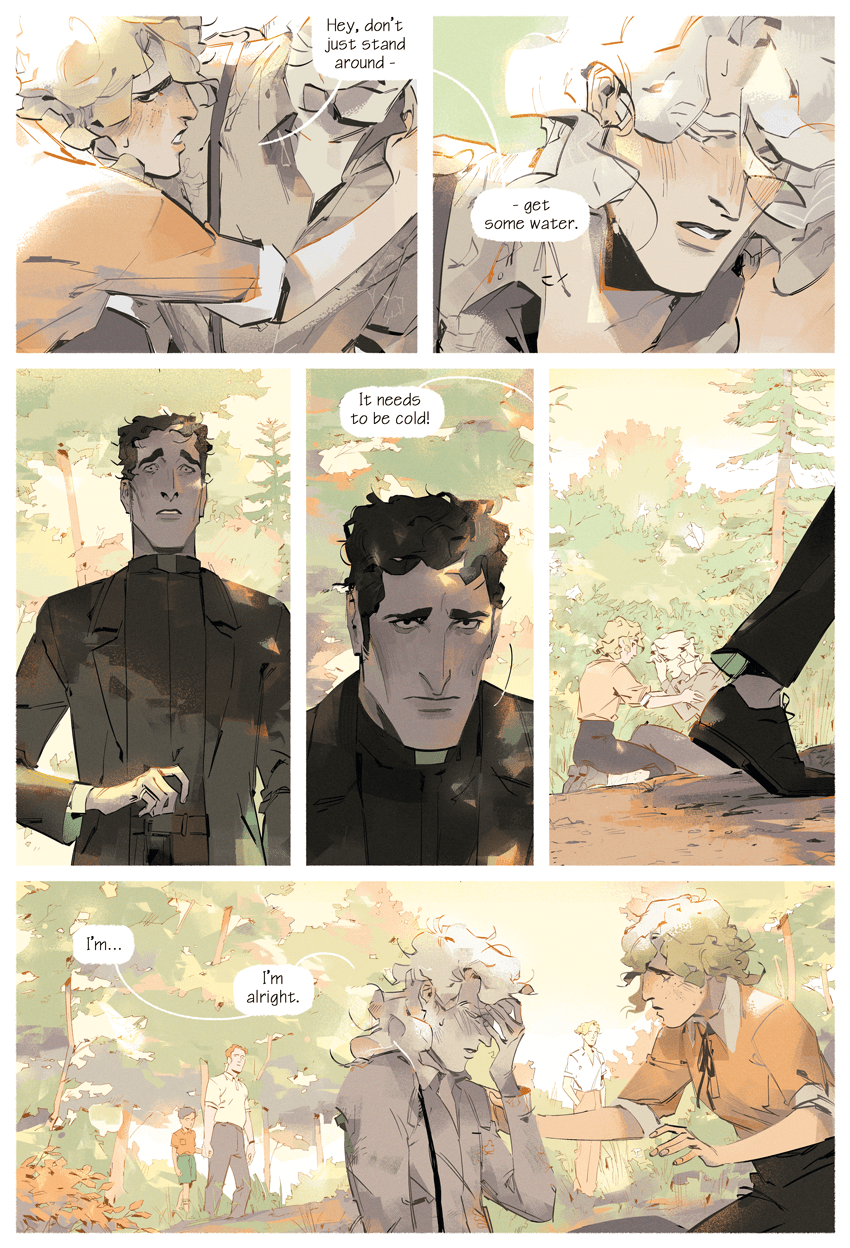 Hey, don't
just stand
around -
- get
some water.
It needs
to be cold!
I'm...
I'm
alright.